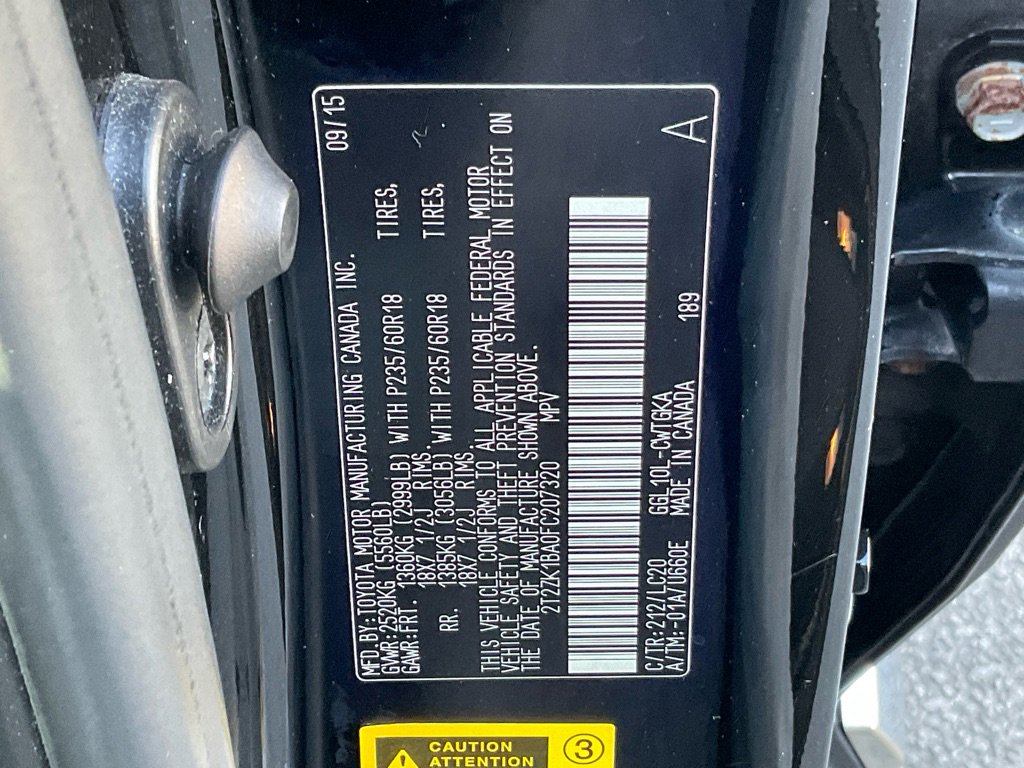 MFD.BY:TOYOTA MOTOR MANUFACTURING CANADA INC. 09/15
GVWR:2520KG (5560LB)
GAWR:FRT. 1360KG (2999LB) WITH P235/60R18 TIRES,
18X7 1/2J RIMS.
RR. 1385KG (3056LB) WITH P235/60R18 TIRES,
18X7 1/2J RIMS.
THIS VEHICLE CONFORMS TO ALL APPLICABLE FEDERAL MOTOR
VEHICLE SAFETY AND THEFT PREVENTION STANDARDS IN EFFECT ON
THE DATE OF MANUFACTURE SHOWN ABOVE.
2T2ZK1BA0FC207320 MPV
C/TR:212/LC20 GGL10L-CWTGKA 189
A/TM:-01A/U660E MADE IN CANADA
A
CAUTION
ATTENTION
3